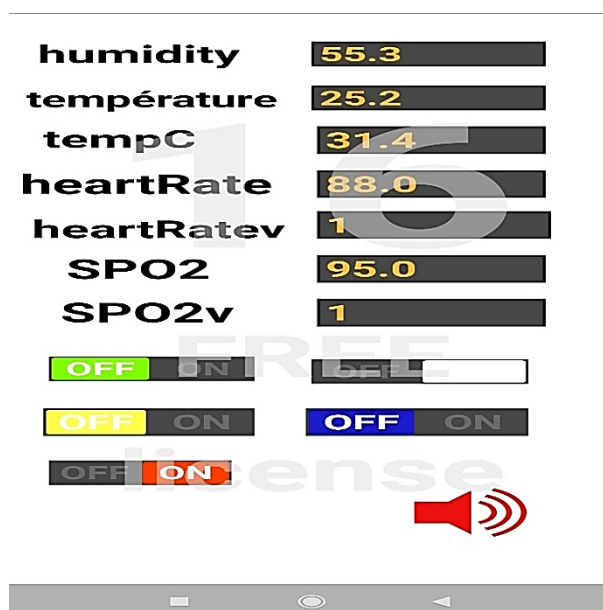 humidity 55.3
température 25.2
tempC 31.4
heartRate 88.0
heartRatev 1
SPO2 95.0
SPO2v 1
16
FREE
OFF ON OFF
OFF ON OFF ON
OFF ON
license